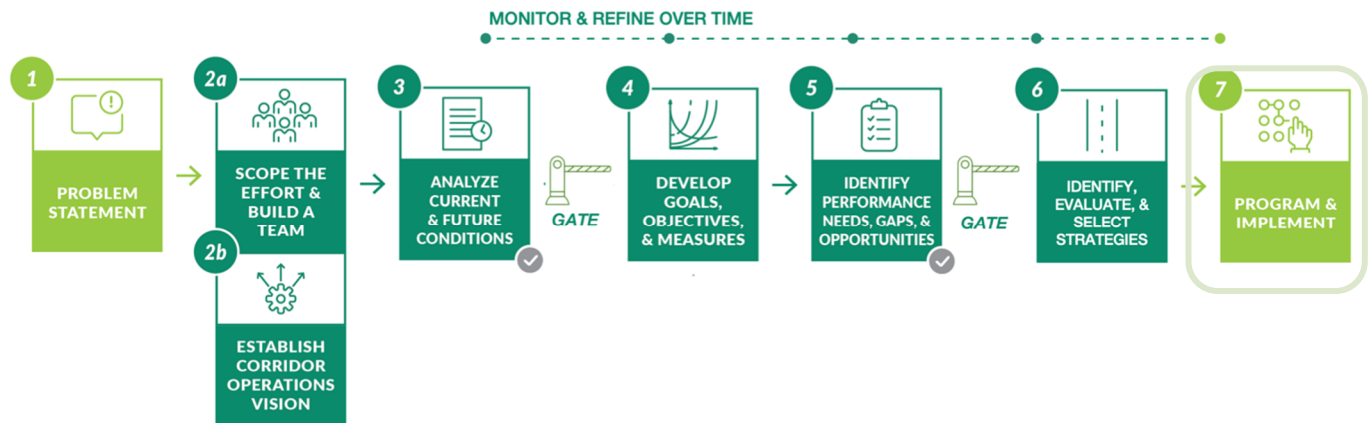 MONITOR & REFINE OVER TIME
1
PROBLEM
STATEMENT
2a
SCOPE THE
EFFORT &
BUILD A
TEAM
2b
ESTABLISH
CORRIDOR
OPERATIONS
VISION
3
ANALYZE
CURRENT
& FUTURE
CONDITIONS
GATE
4
DEVELOP
GOALS,
OBJECTIVES,
& MEASURES
5
IDENTIFY
PERFORMANCE
NEEDS, GAPS, &
OPPORTUNITIES
GATE
6
IDENTIFY,
EVALUATE, &
SELECT
STRATEGIES
7
PROGRAM &
IMPLEMENT